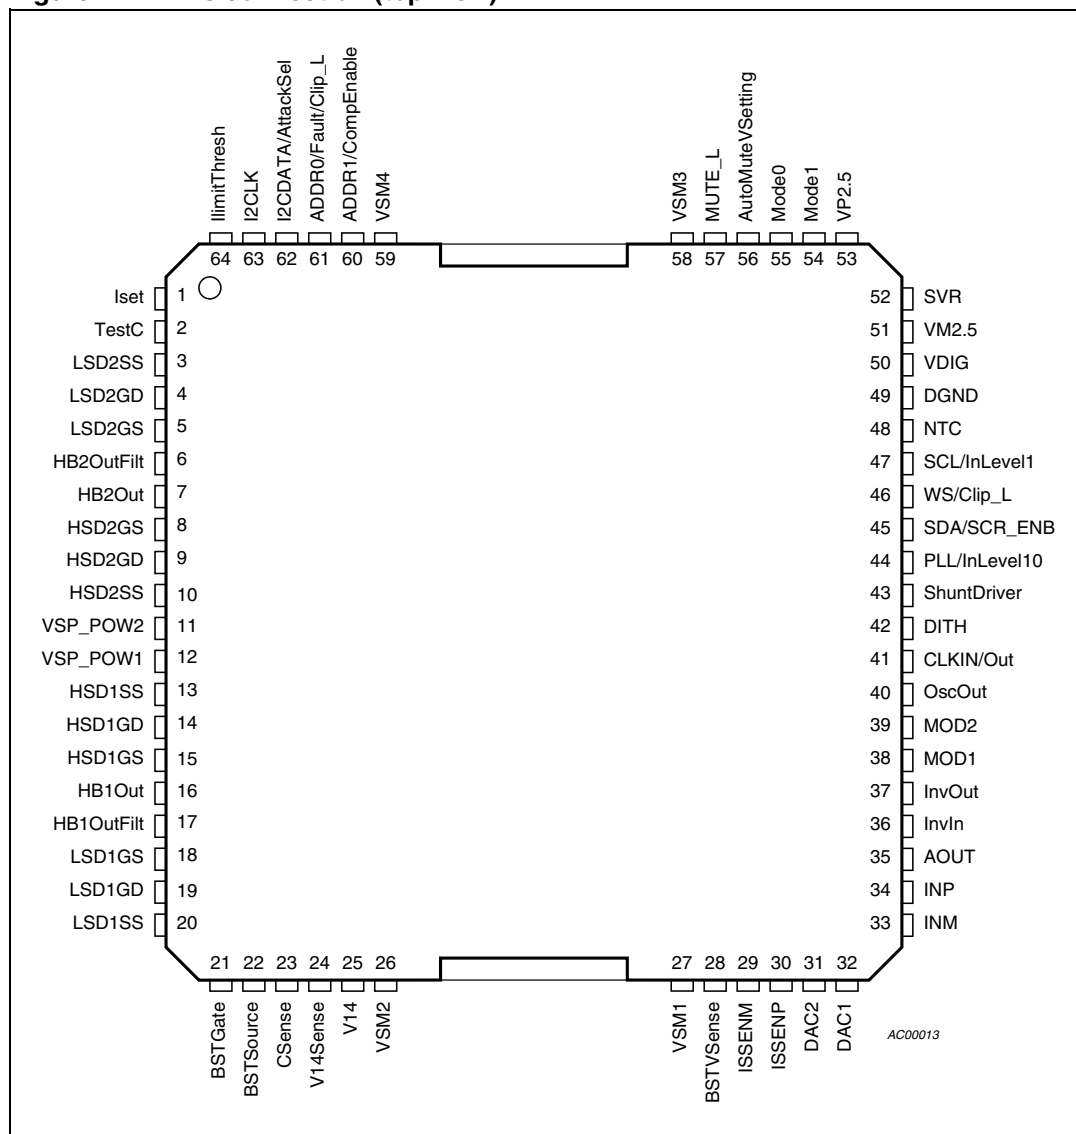 IlimitThresh
I2CLK
I2CDATA/AttackSel
ADDR0/Fault/Clip_L
ADDR1/CompEnable
VSM4
VSM3
MUTE_L
AutoMuteVSetting
Mode0
Mode1
VP2.5
64 63 62 61 60 59 58 57 56 55 54 53
Iset 1 52 SVR
TestC 2 51 VM2.5
LSD2SS 3 50 VDIG
LSD2GD 4 49 DGND
LSD2GS 5 48 NTC
HB2OutFilt 6 47 SCL/InLevel1
HB2Out 7 46 WS/Clip_L
HSD2GS 8 45 SDA/SCR_ENB
HSD2GD 9 44 PLL/InLevel10
HSD2SS 10 43 ShuntDriver
VSP_POW2 11 42 DITH
VSP_POW1 12 41 CLKIN/Out
HSD1SS 13 40 OscOut
HSD1GD 14 39 MOD2
HSD1GS 15 38 MOD1
HB1Out 16 37 InvOut
HB1OutFilt 17 36 InvIn
LSD1GS 18 35 AOUT
LSD1GD 19 34 INP
LSD1SS 20 33 INM
21 22 23 24 25 26 27 28 29 30 31 32
BSTGate
BSTSource
CSense
V14Sense
V14
VSM2
VSM1
BSTVSense
ISSENM
ISSENP
DAC2
DAC1
AC00013